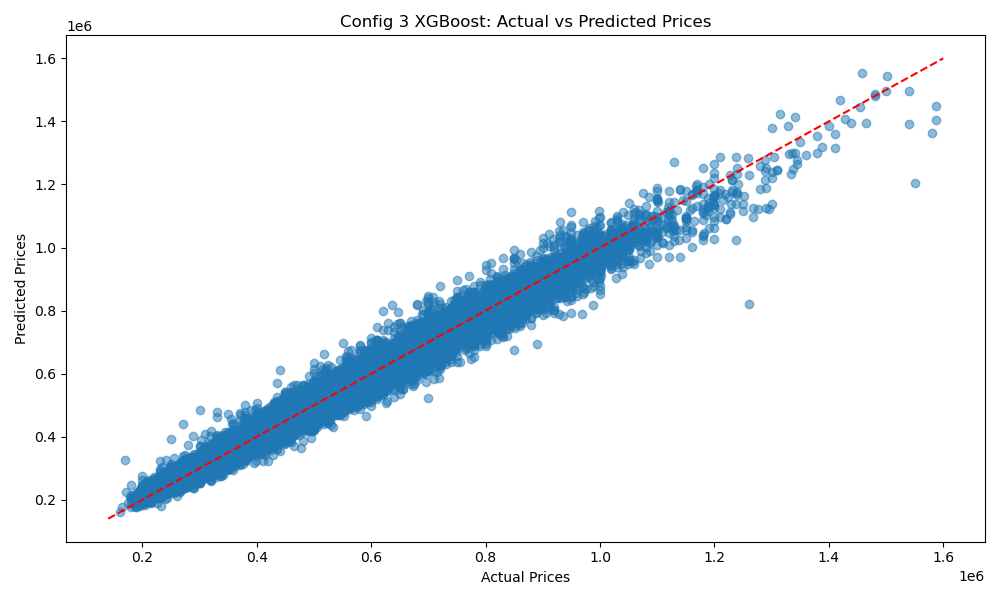 Config 3 XGBoost: Actual vs Predicted Prices
1e6
1.6
1.4
1.2
1.0
0.8
0.6
0.4
0.2
Predicted Prices
0.2 0.4 0.6 0.8 1.0 1.2 1.4 1.6
Actual Prices
1e6